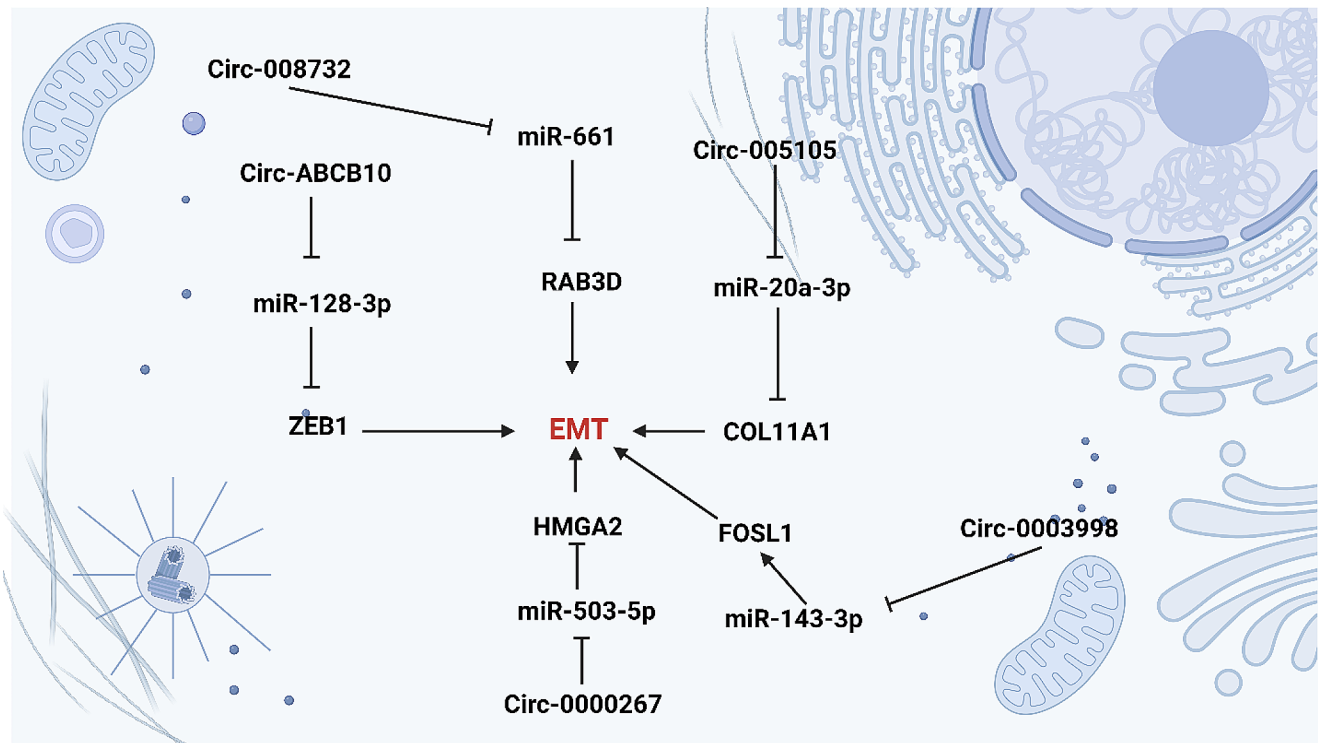 Circ-008732
miR-661
Circ-005105
Circ-ABCB10
RAB3D
miR-20a-3p
miR-128-3p
ZEB1
EMT
COL11A1
HMGA2
FOSL1
Circ-0003998
miR-503-5p
miR-143-3p
Circ-0000267